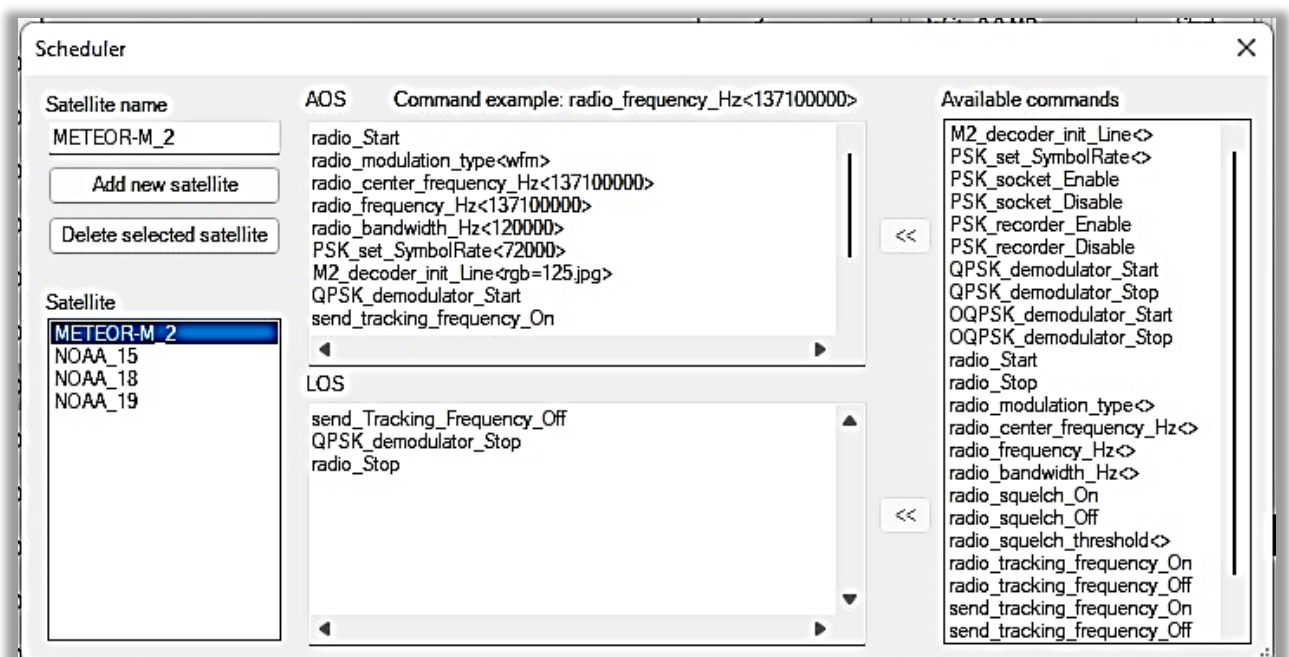 Scheduler
Satellite name
METEOR-M_2
Add new satellite
Delete selected satellite
Satellite
METEOR-M_2
NOAA_15
NOAA_18
NOAA_19
AOS Command example: radio_frequency_Hz<137100000>
radio_Start
radio_modulation_type<wfm>
radio_center_frequency_Hz<137100000>
radio_frequency_Hz<137100000>
radio_bandwidth_Hz<120000>
PSK_set_SymbolRate<72000>
M2_decoder_init_Line<rgb=125.jpg>
QPSK_demodulator_Start
send_tracking_frequency_On
LOS
send_Tracking_Frequency_Off
QPSK_demodulator_Stop
radio_Stop
<<
<<
Available commands
M2_decoder_init_Line<>
PSK_set_SymbolRate<>
PSK_socket_Enable
PSK_socket_Disable
PSK_recorder_Enable
PSK_recorder_Disable
QPSK_demodulator_Start
QPSK_demodulator_Stop
OQPSK_demodulator_Start
OQPSK_demodulator_Stop
radio_Start
radio_Stop
radio_modulation_type<>
radio_center_frequency_Hz<>
radio_frequency_Hz<>
radio_bandwidth_Hz<>
radio_squelch_On
radio_squelch_Off
radio_squelch_threshold<>
radio_tracking_frequency_On
radio_tracking_frequency_Off
send_tracking_frequency_On
send_tracking_frequency_Off